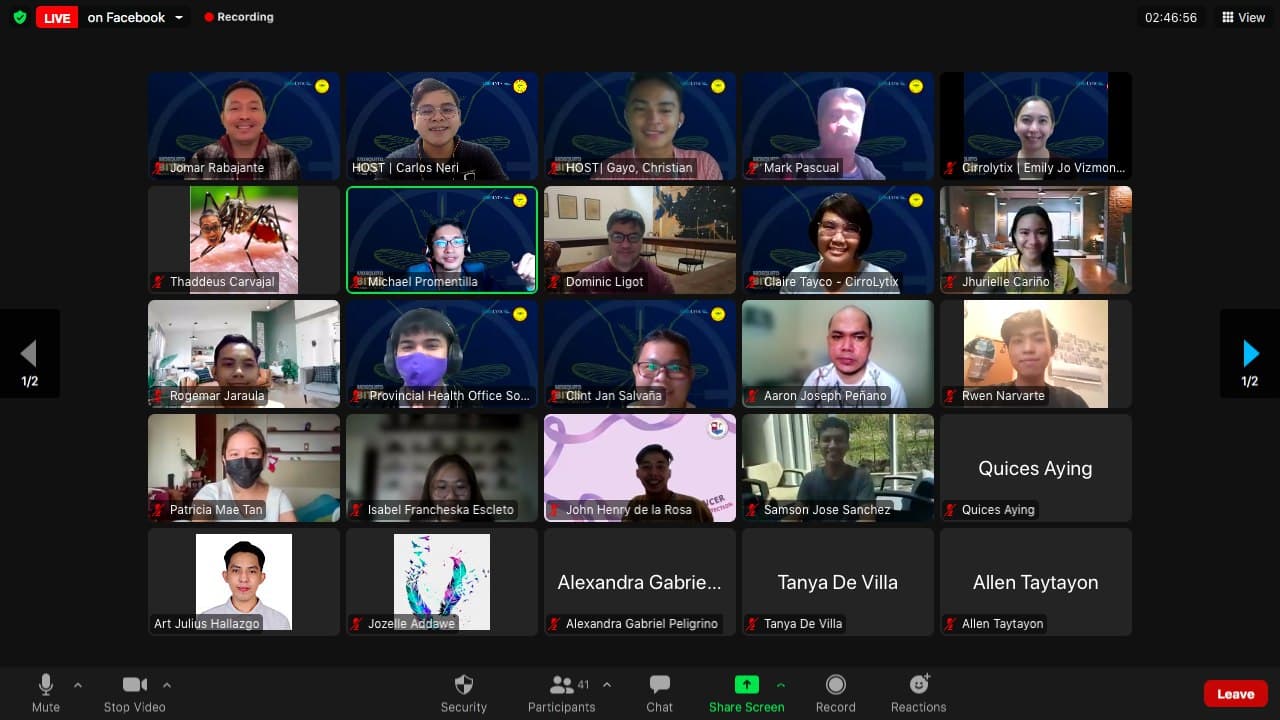 LIVE on Facebook Recording 02:46:56 View
Jomar Rabajante
HOST | Carlos Neri
HOST| Gayo, Christian
Mark Pascual
Cirrolytix | Emily Jo Vizmon...
Thaddeus Carvajal
Michael Promentilla
Dominic Ligot
Claire Tayco - CirroLytix
Jhurielle Cariño
1/2
1/2
Rogemar Jaraula
Provincial Health Office So...
Clint Jan Salvaña
Aaron Joseph Peñano
Rwen Narvarte
Patricia Mae Tan
Isabel Francheska Escleto
John Henry de la Rosa
Samson Jose Sanchez
Quices Aying
Quices Aying
Art Julius Hallazgo
Jozelle Addawe
Alexandra Gabrie...
Alexandra Gabriel Peligrino
Tanya De Villa
Tanya De Villa
Allen Taytayon
Allen Taytayon
41
Mute
Stop Video
Security
Participants
Chat
Share Screen
Record
Reactions
Leave